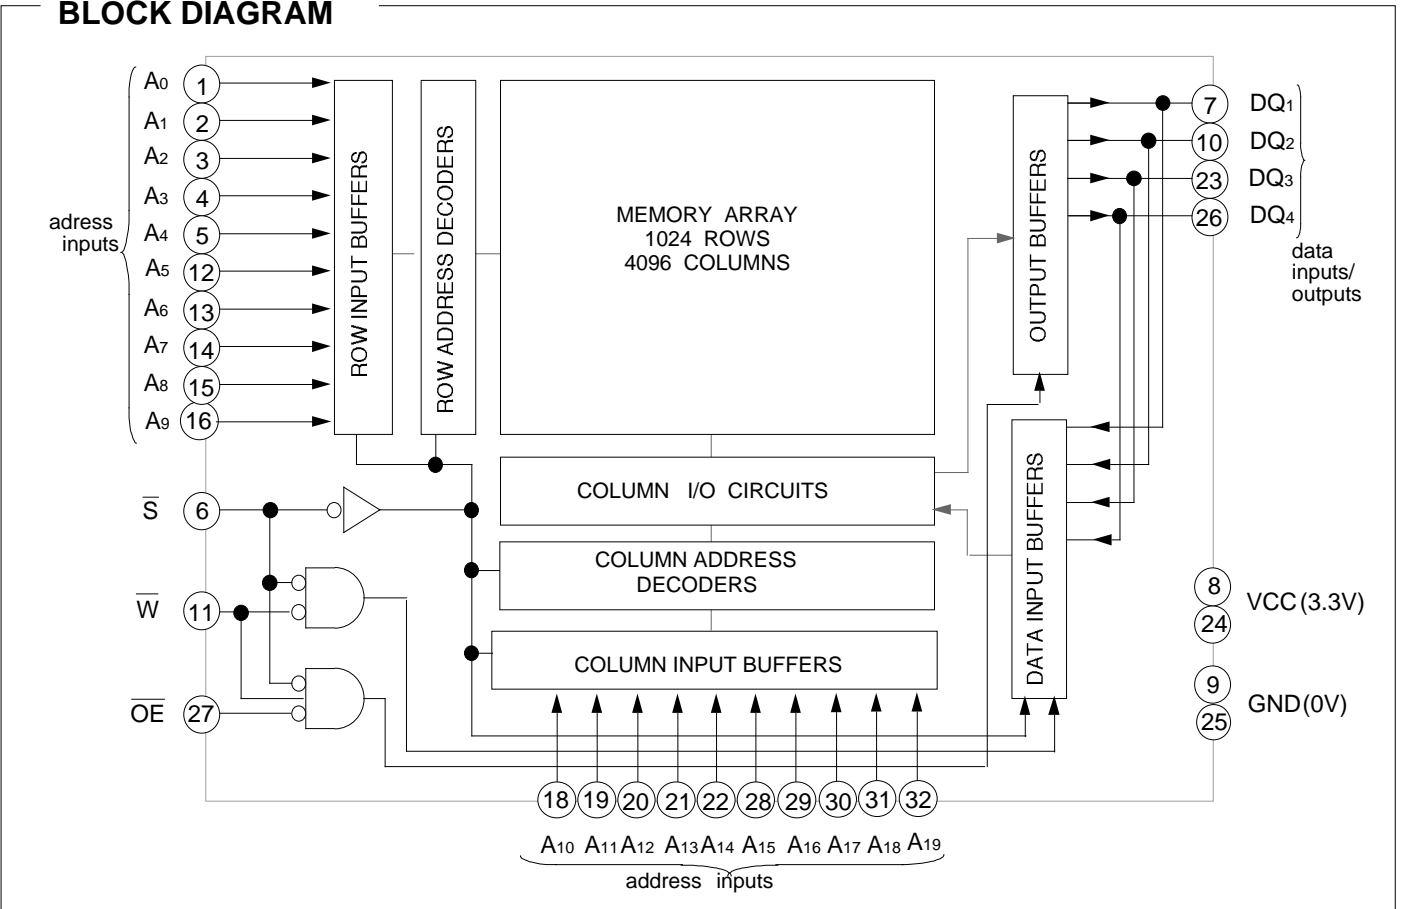 BLOCK DIAGRAM
A0 1
A1 2
A2 3
A3 4
A4 5
A5 12
A6 13
A7 14
A8 15
A9 16
adress
inputs
ROW INPUT BUFFERS
ROW ADDRESS DECODERS
MEMORY ARRAY
1024 ROWS
4096 COLUMNS
OUTPUT BUFFERS
7 DQ1
10 DQ2
23 DQ3
26 DQ4
data
inputs/
outputs
S 6
W 11
OE 27
COLUMN I/O CIRCUITS
COLUMN ADDRESS
DECODERS
COLUMN INPUT BUFFERS
DATA INPUT BUFFERS
8
24
VCC(3.3V)
9
25
GND(0V)
18 19 20 21 22 28 29 30 31 32
A10 A11 A12 A13 A14 A15 A16 A17 A18 A19
address inputs